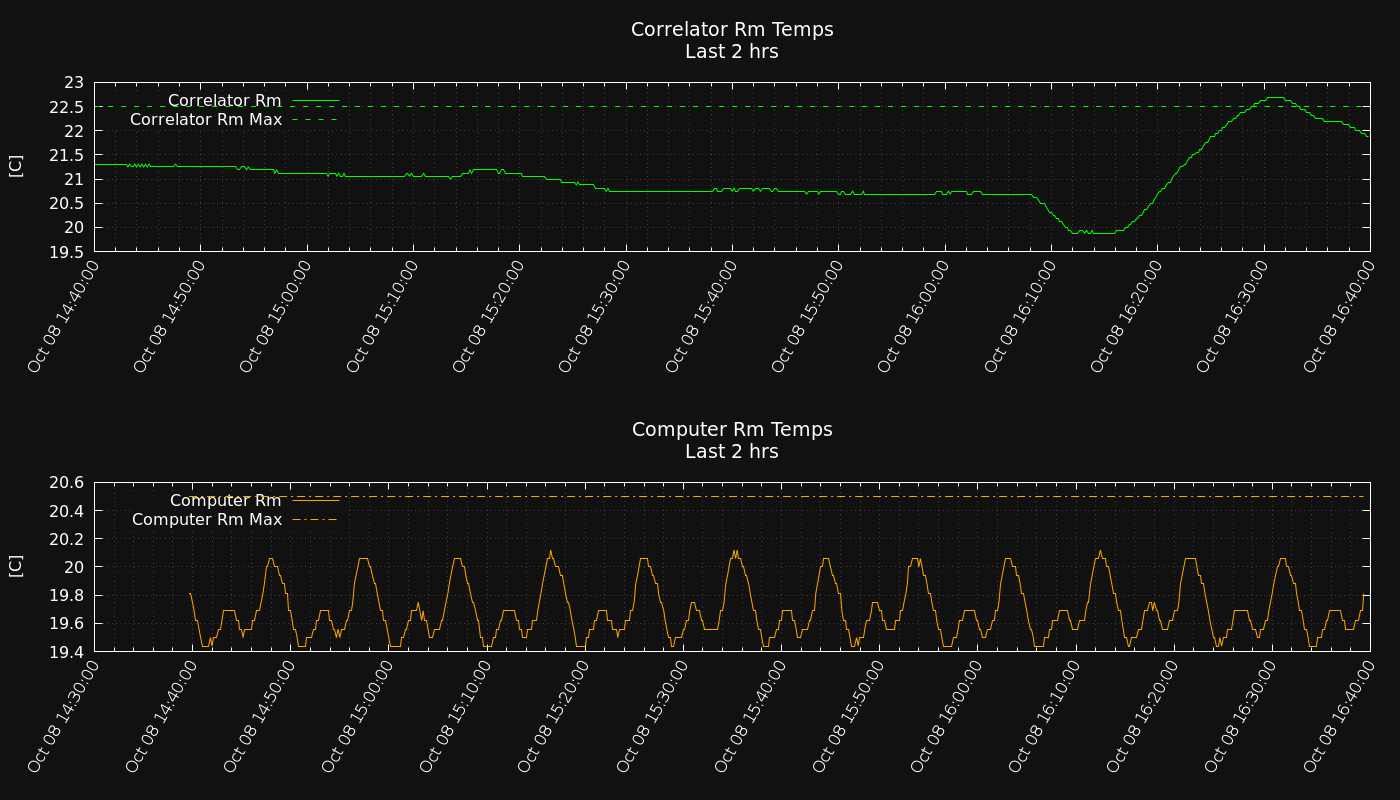 Correlator Rm Temps
Last 2 hrs
23
22.5
22
21.5
21
20.5
20
19.5
[C]
Correlator Rm
Correlator Rm Max
Oct 08 14:40:00
Oct 08 14:50:00
Oct 08 15:00:00
Oct 08 15:10:00
Oct 08 15:20:00
Oct 08 15:30:00
Oct 08 15:40:00
Oct 08 15:50:00
Oct 08 16:00:00
Oct 08 16:10:00
Oct 08 16:20:00
Oct 08 16:30:00
Oct 08 16:40:00
Computer Rm Temps
Last 2 hrs
20.6
20.4
20.2
20
19.8
19.6
19.4
[C]
Computer Rm
Computer Rm Max
Oct 08 14:30:00
Oct 08 14:40:00
Oct 08 14:50:00
Oct 08 15:00:00
Oct 08 15:10:00
Oct 08 15:20:00
Oct 08 15:30:00
Oct 08 15:40:00
Oct 08 15:50:00
Oct 08 16:00:00
Oct 08 16:10:00
Oct 08 16:20:00
Oct 08 16:30:00
Oct 08 16:40:00